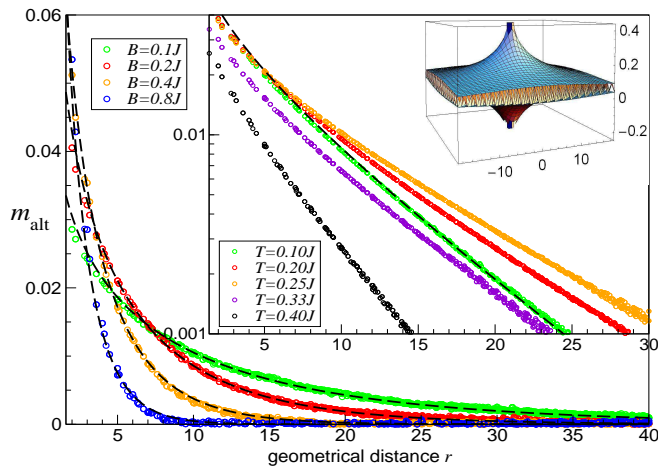 0.06
0.04
0.02
0
m_alt
B=0.1J
B=0.2J
B=0.4J
B=0.8J
0.01
0.001
T=0.10J
T=0.20J
T=0.25J
T=0.33J
T=0.40J
5 10 15 20 25 30
0.4
0.2
0
-0.2
-10 0 10
5 10 15 20 25 30 35 40
geometrical distance r